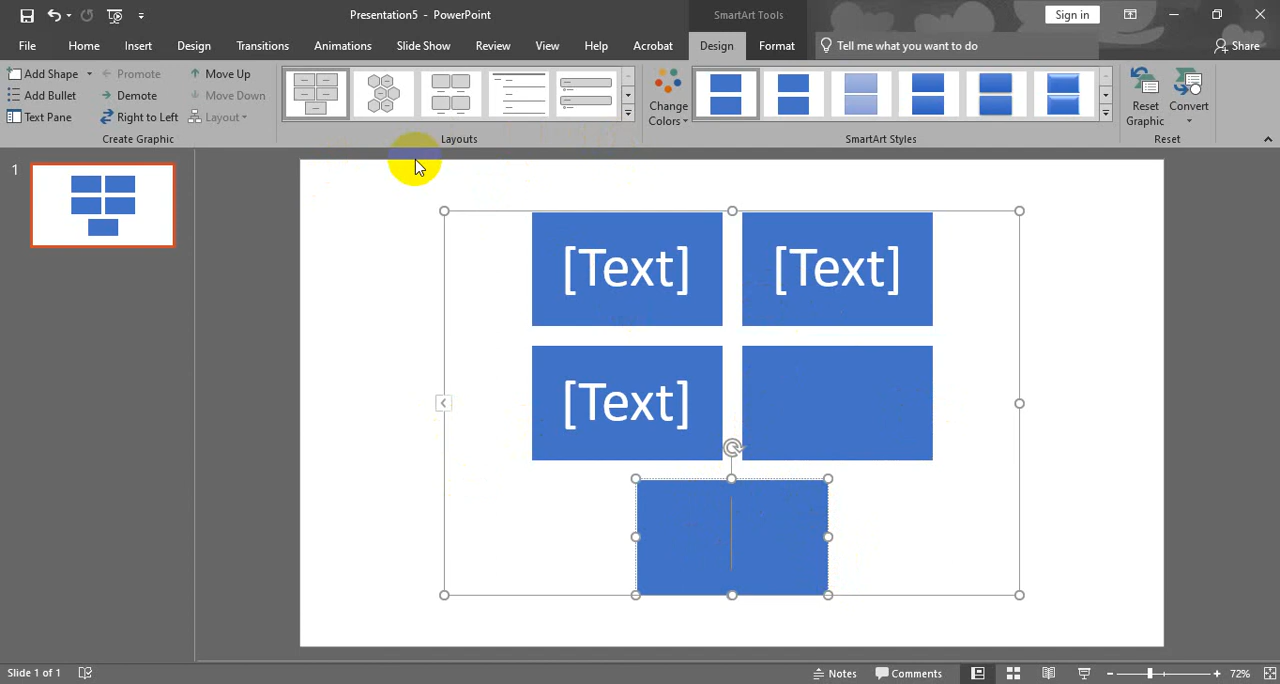 Presentation5 - PowerPoint
SmartArt Tools
Sign in
File Home Insert Design Transitions Animations Slide Show Review View Help Acrobat Design Format Tell me what you want to do Share
Add Shape Promote Move Up
Add Bullet Demote Move Down
Text Pane Right to Left Layout
Create Graphic
Layouts
Change Colors
SmartArt Styles
Reset Graphic
Convert
Reset
1
[Text] [Text]
[Text]
Slide 1 of 1 Notes Comments 72%